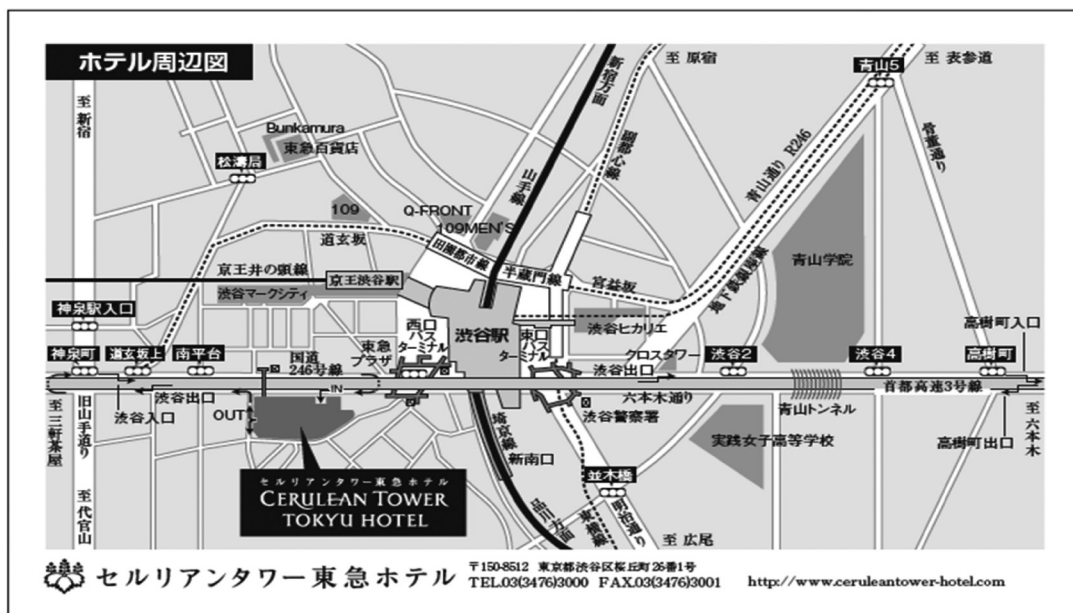 ホテル周辺図
至 新宿
Bunkamura
東急百貨店
松濤局
109
Q-FRONT
109MEN'S
道玄坂
新宿方面
山手線
副都心線
至 原宿
青山5
至 表参道
骨董通り
青山通り R246
地下鉄銀座線
青山学院
田園都市線
半蔵門線
宮益坂
京王井の頭線
京王渋谷駅
渋谷マークシティ
神泉駅入口
西口
バス
ターミナル
渋谷駅
東口
バス
ターミナル
渋谷ヒカリエ
クロスタワー
高樹町入口
神泉町
道玄坂上
南平台
国道
246号線
東急
プラザ
渋谷出口
渋谷2
渋谷4
高樹町
首都高速3号線
渋谷出口
IN
六本木通り
青山トンネル
渋谷入口
OUT
渋谷警察署
至 三軒茶屋
旧山手通り
至 代官山
埼京線
新南口
実践女子高等学校
高樹町出口
至 六本木
並木橋
品川方面
東横線
明治通り
至 広尾
セルリアンタワー東急ホテル
CERULEAN TOWER
TOKYU HOTEL
セルリアンタワー東急ホテル
〒150-8512 東京都渋谷区桜丘町26番1号
TEL.03(3476)3000 FAX.03(3476)3001
http://www.ceruleantower-hotel.com